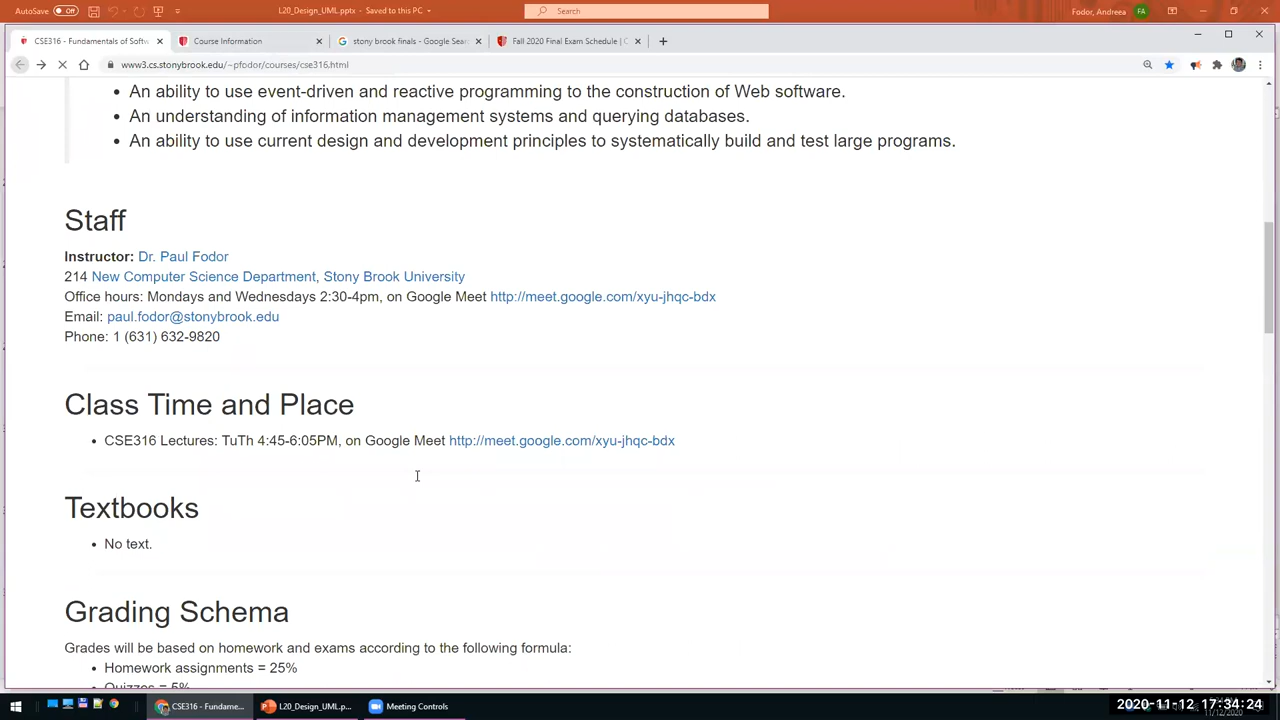 AutoSave Off
L20_Design_UML.pptx - Saved to this PC
Search
Fodor, Andreea FA
CSE316 - Fundamentals of Softw
Course Information
stony brook finals - Google Sear
Fall 2020 Final Exam Schedule | C
www3.cs.stonybrook.edu/~pfodor/courses/cse316.html
• An ability to use event-driven and reactive programming to the construction of Web software.
• An understanding of information management systems and querying databases.
• An ability to use current design and development principles to systematically build and test large programs.
Staff
Instructor: Dr. Paul Fodor
214 New Computer Science Department, Stony Brook University
Office hours: Mondays and Wednesdays 2:30-4pm, on Google Meet http://meet.google.com/xyu-jhqc-bdx
Email: paul.fodor@stonybrook.edu
Phone: 1 (631) 632-9820
Class Time and Place
• CSE316 Lectures: TuTh 4:45-6:05PM, on Google Meet http://meet.google.com/xyu-jhqc-bdx
Textbooks
• No text.
Grading Schema
Grades will be based on homework and exams according to the following formula:
• Homework assignments = 25%
• Quizzes = 5%
CSE316 - Fundame...
L20_Design_UML.p...
Meeting Controls
2020-11-12 17:34:24
11/12/2020